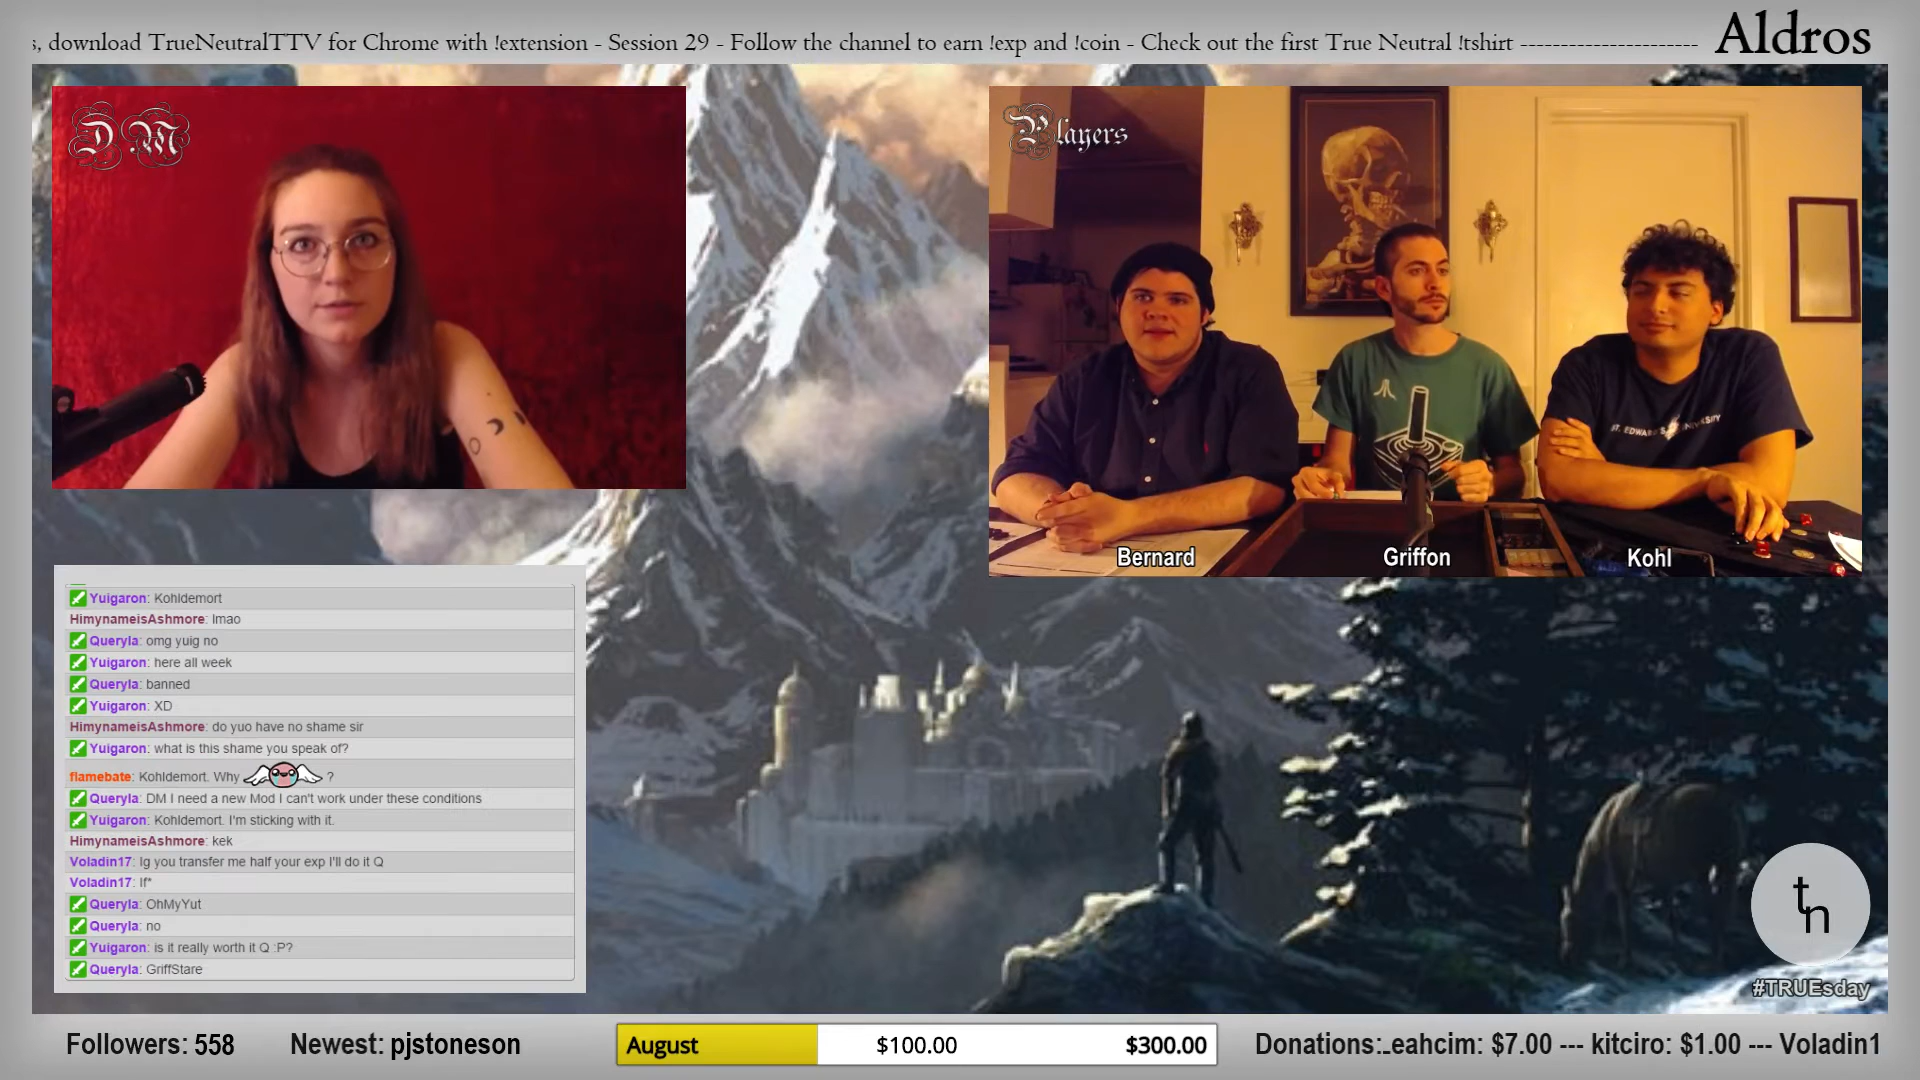 s, download TrueNeutralTTV for Chrome with !extension - Session 29 - Follow the channel to earn !exp and !coin - Check out the first True Neutral !tshirt ----------------------
Aldros
DM
Players
ST. EDWARD'S UNIVERSITY
Bernard
Griffon
Kohl
Yuigaron: Kohldemort
HimynameisAshmore: lmao
Queryla: omg yuig no
Yuigaron: here all week
Queryla: banned
Yuigaron: XD
HimynameisAshmore: do yuo have no shame sir
Yuigaron: what is this shame you speak of?
flamebate: Kohldemort. Why ?
Queryla: DM I need a new Mod I can't work under these conditions
Yuigaron: Kohldemort. I'm sticking with it.
HimynameisAshmore: kek
Voladin17: Ig you transfer me half your exp I'll do it Q
Voladin17: If*
Queryla: OhMyYut
Queryla: no
Yuigaron: is it really worth it Q :P?
Queryla: GriffStare
tn
#TRUEsday
Followers: 558
Newest: pjstoneson
August $100.00 $300.00
Donations:_eahcim: $7.00 --- kitciro: $1.00 --- Voladin1